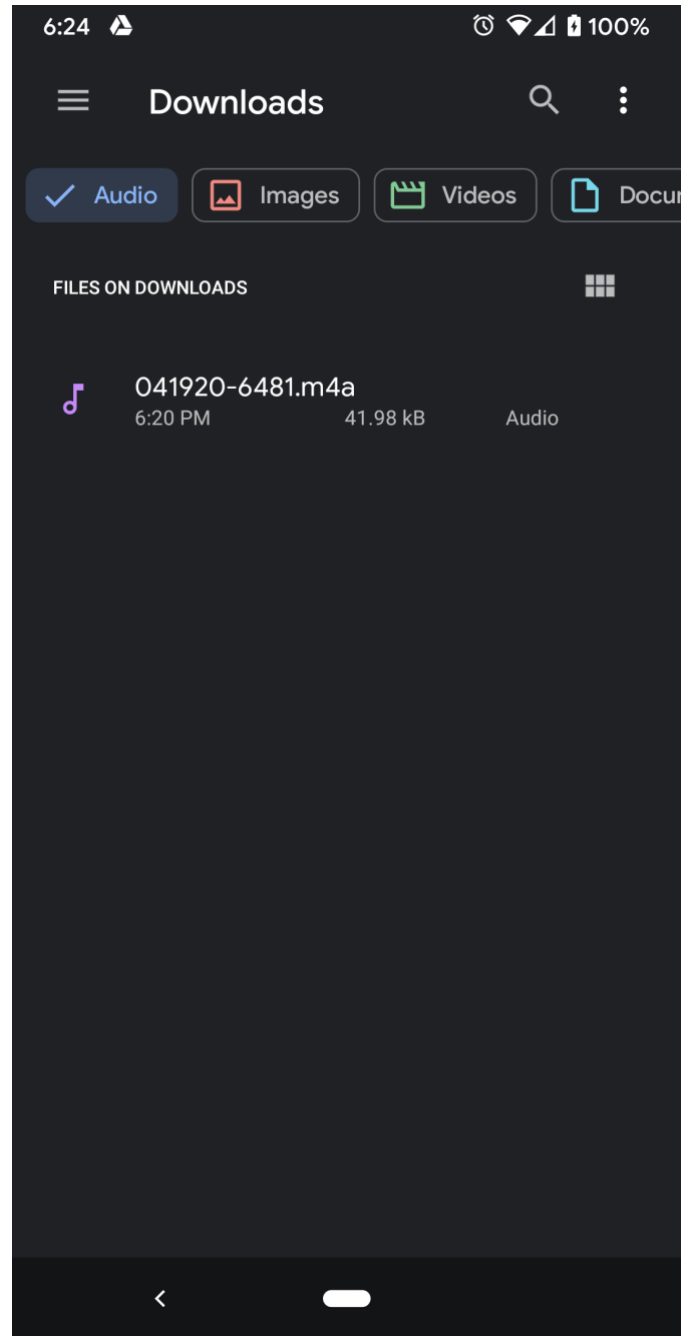 6:24 100%
Downloads
Audio Images Videos Docur
FILES ON DOWNLOADS
041920-6481.m4a
6:20 PM 41.98 kB Audio